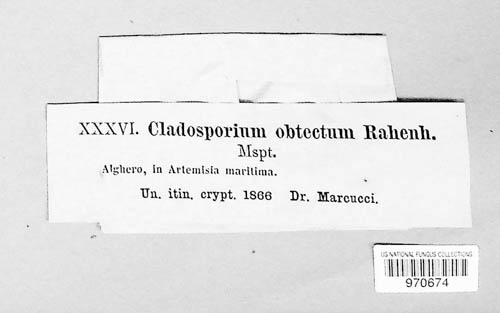 XXXVI. Cladosporium obtectum Rahenh.
Mspt.
Alghero, in Artemisia maritima.
Un. itin. crypt. 1866 Dr. Marcucci.
US NATIONAL FUNGUS COLLECTIONS
970674